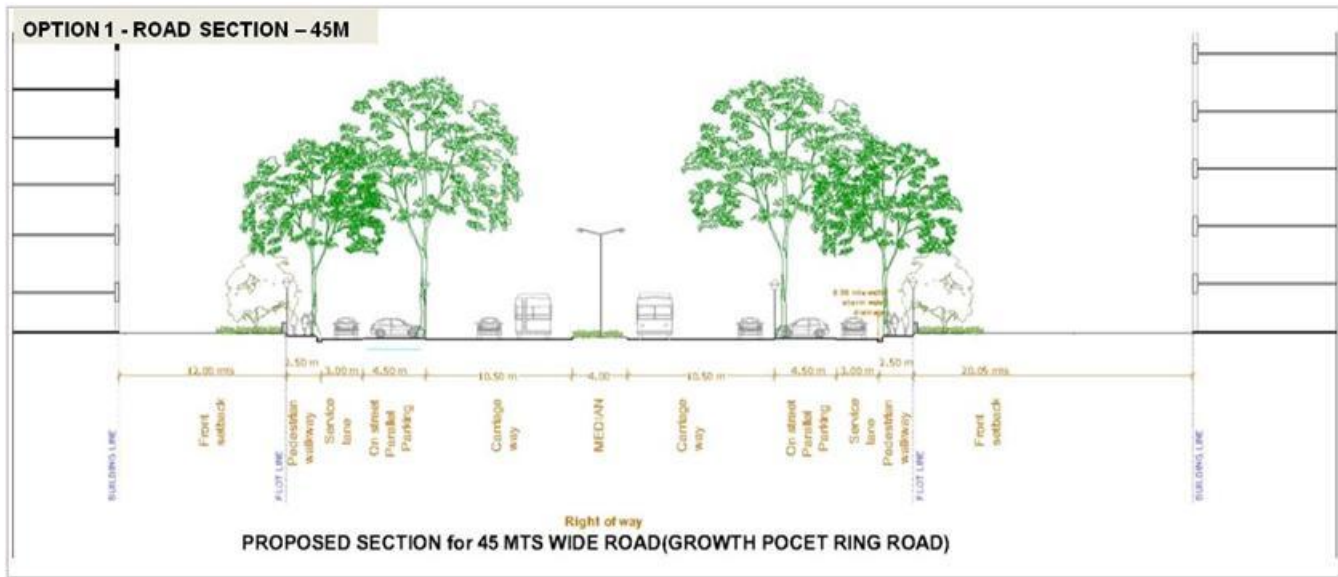 OPTION 1 - ROAD SECTION – 45M
2.50 m
2.50 m
12.00 mts
3.00 m
4.50 m
10.50 m
4.00
10.50 m
4.50 m
3.00 m
20.05 mts
Front
setback
Pedestrian
walkway
Service
lane
On street
Parallel
Parking
Carriage
way
MEDIAN
Carriage
way
On street
Parallel
Parking
Service
lane
Pedestrian
walkway
Front
setback
BUILDING LINE
PLOT LINE
PLOT LINE
BUILDING LINE
Right of way
PROPOSED SECTION for 45 MTS WIDE ROAD(GROWTH POCET RING ROAD)